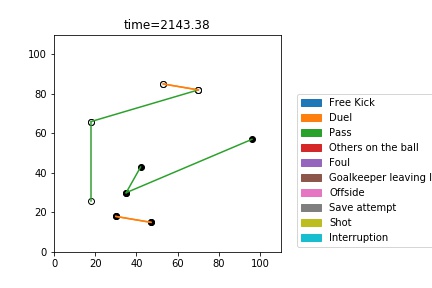 time=2143.38
100
80
60
40
20
0
0 20 40 60 80 100
Free Kick
Duel
Pass
Others on the ball
Foul
Goalkeeper leaving l
Offside
Save attempt
Shot
Interruption